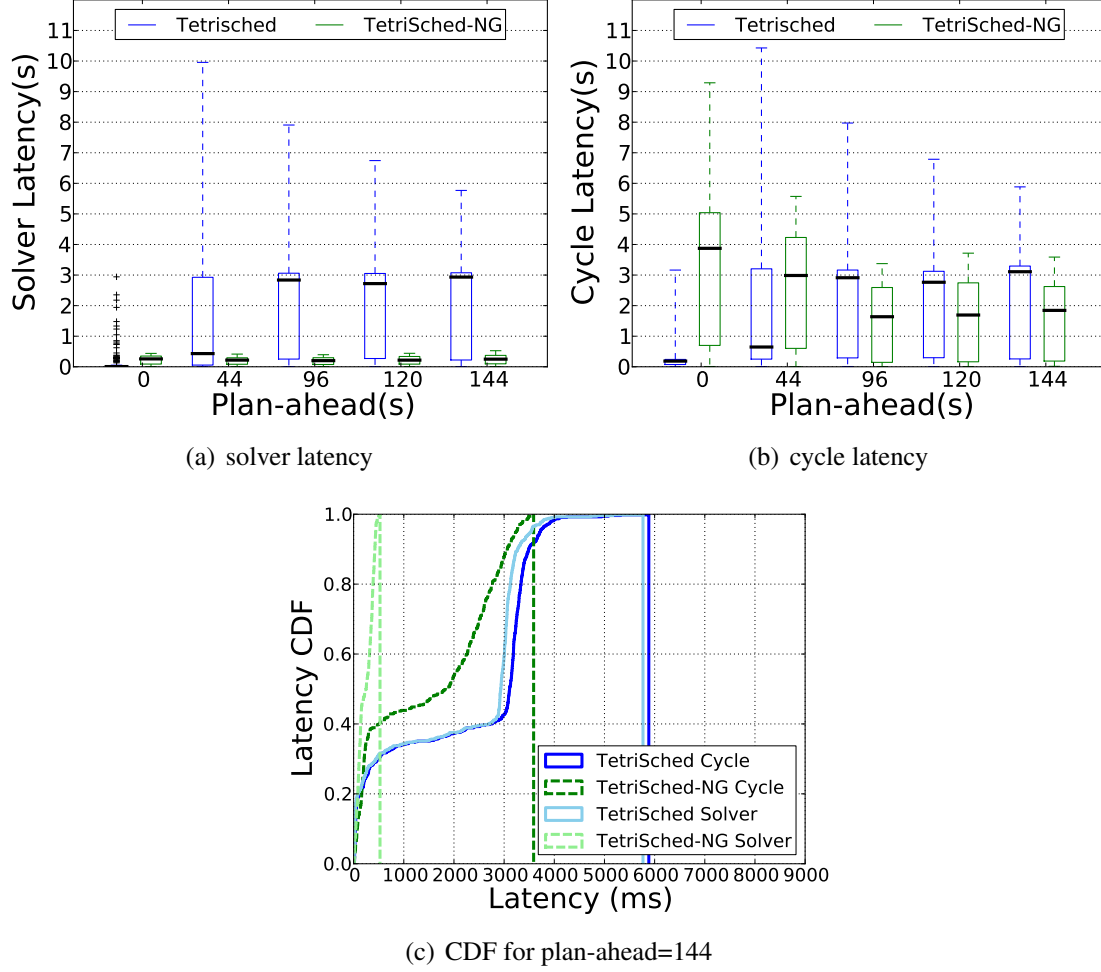 Tetrisched TetriSched-NG
11
10
9
8
7
6
5
4
3
2
1
0
Solver Latency(s)
0 44 96 120 144
Plan-ahead(s)
(a) solver latency
Tetrisched TetriSched-NG
11
10
9
8
7
6
5
4
3
2
1
0
Cycle Latency(s)
0 44 96 120 144
Plan-ahead(s)
(b) cycle latency
1.0
0.8
0.6
0.4
0.2
0.0
Latency CDF
TetriSched Cycle
TetriSched-NG Cycle
TetriSched Solver
TetriSched-NG Solver
0 1000 2000 3000 4000 5000 6000 7000 8000 9000
Latency (ms)
(c) CDF for plan-ahead=144